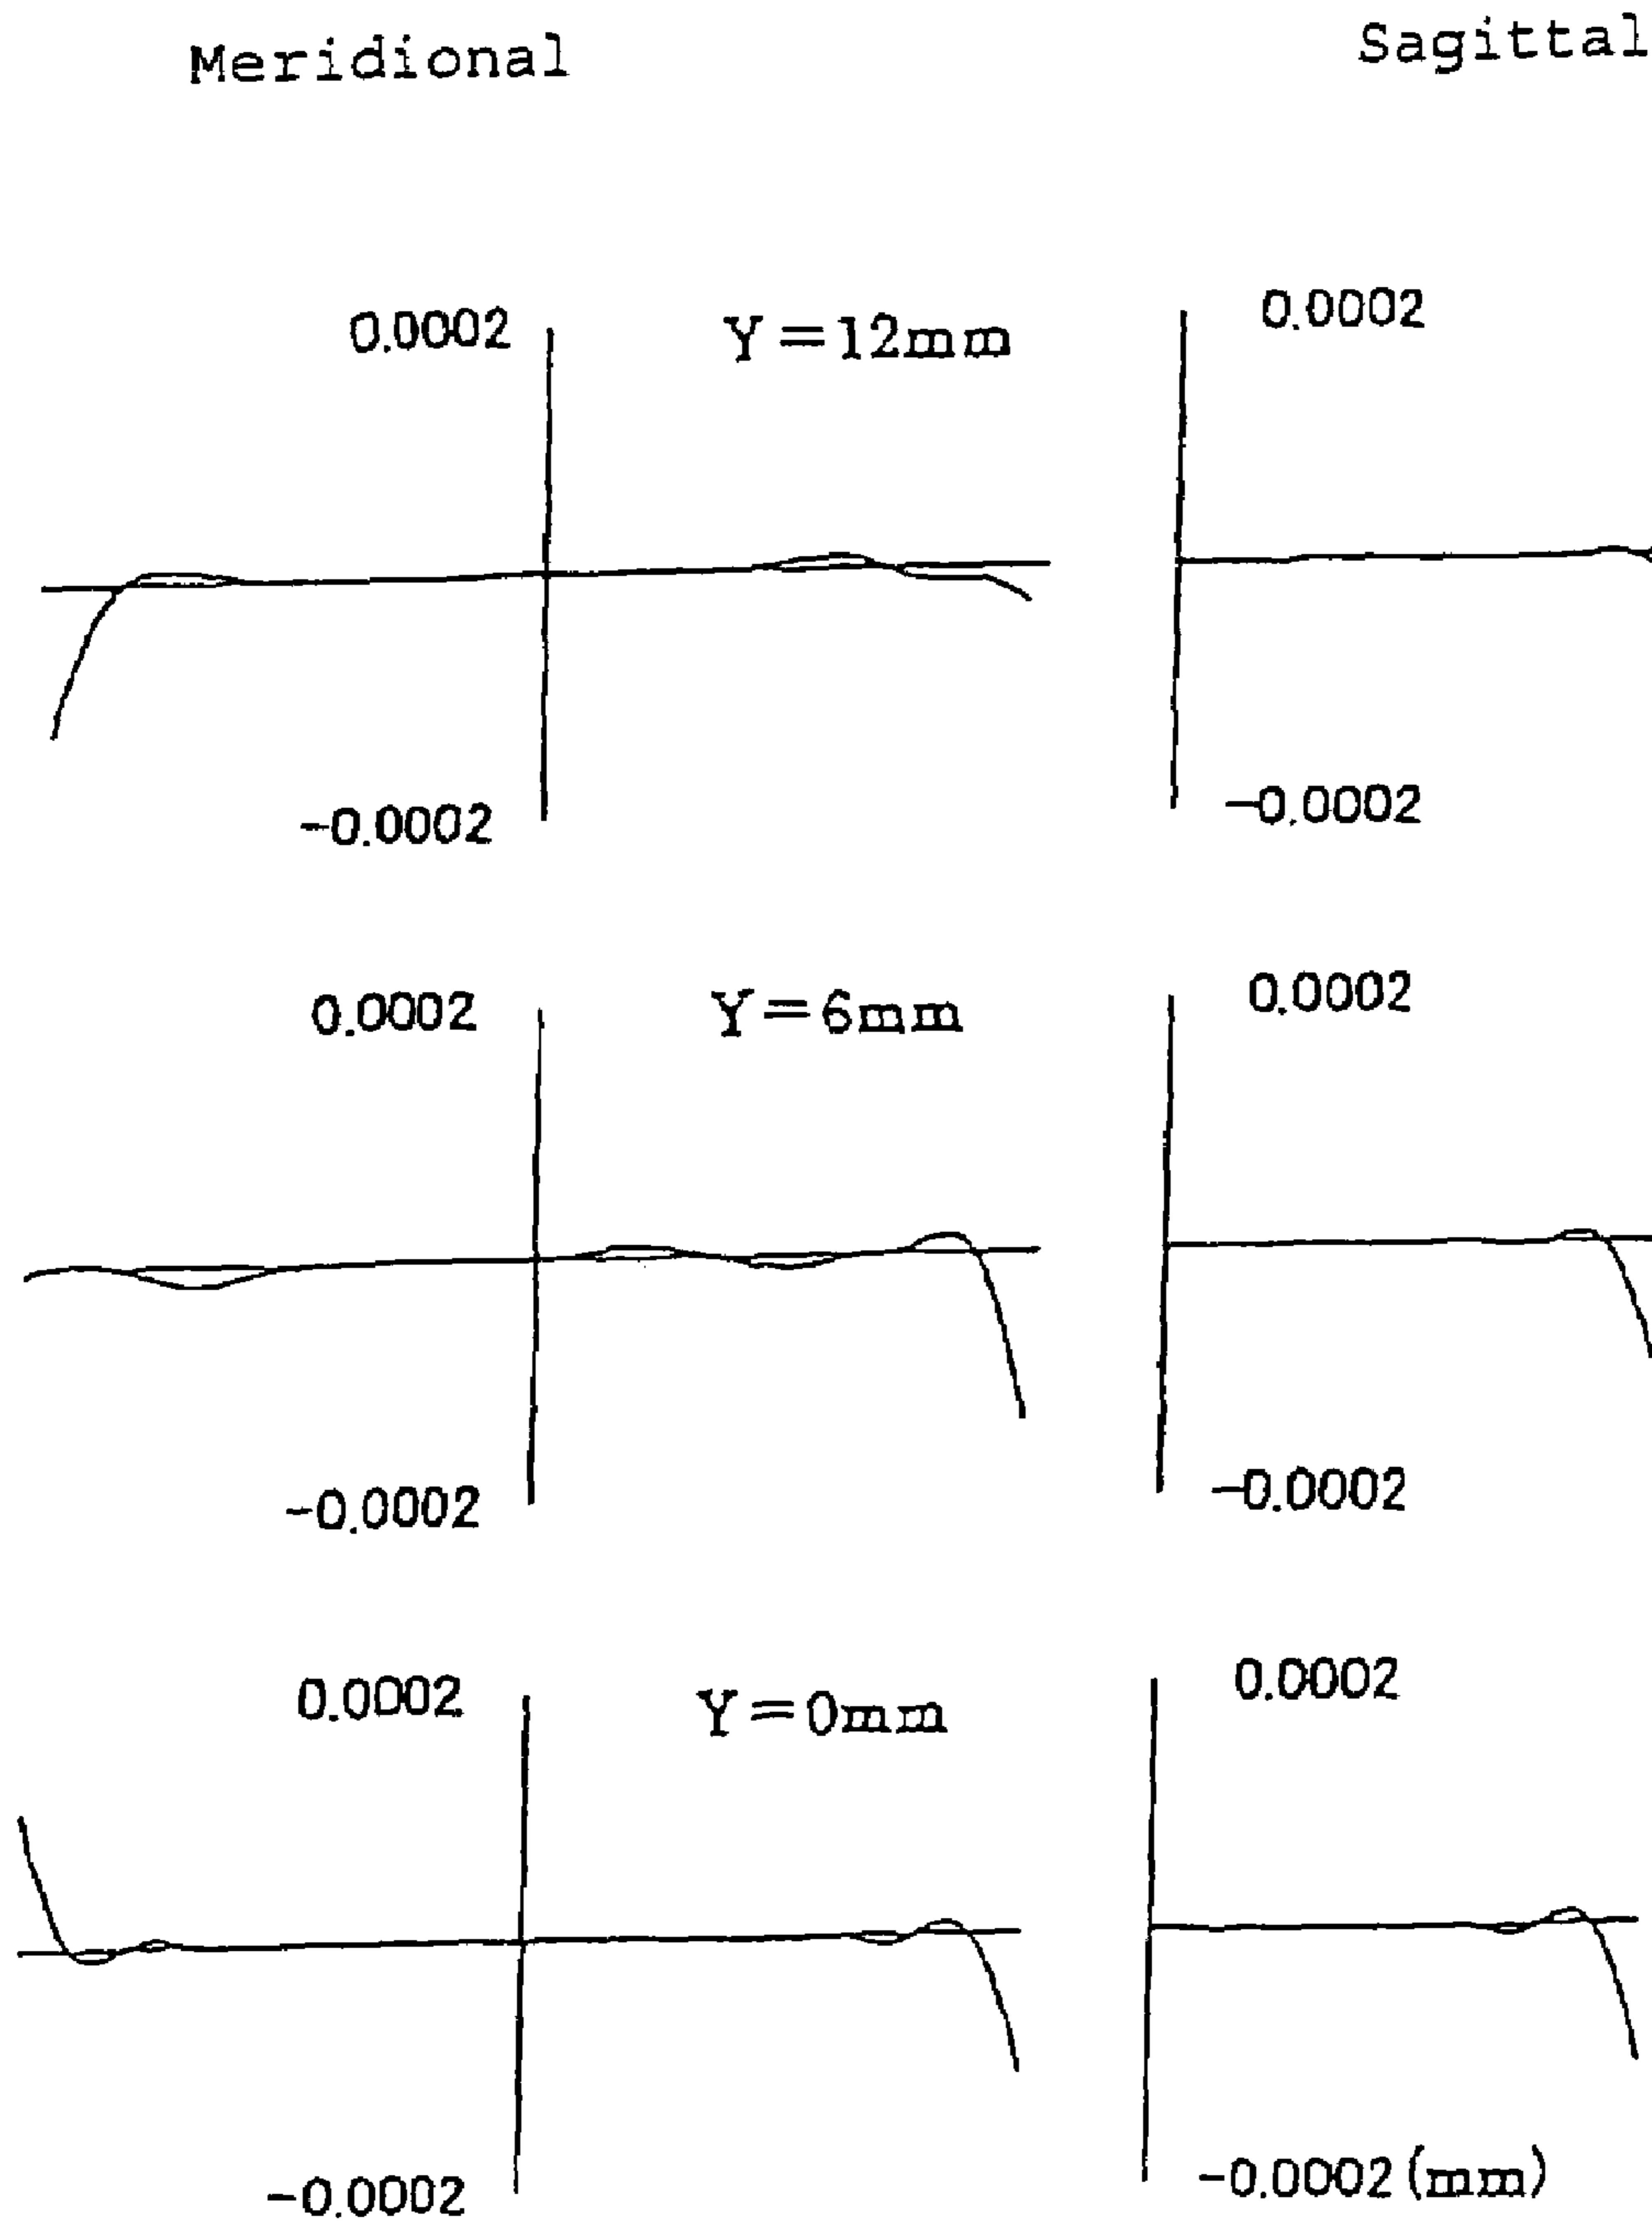 Meridional Sagittal
0.0002 Y=12mm 0.0002
-0.0002 -0.0002
0.0002 Y=6mm 0.0002
-0.0002 -0.0002
0.0002 Y=0mm 0.0002
-0.0002 -0.0002(mm)